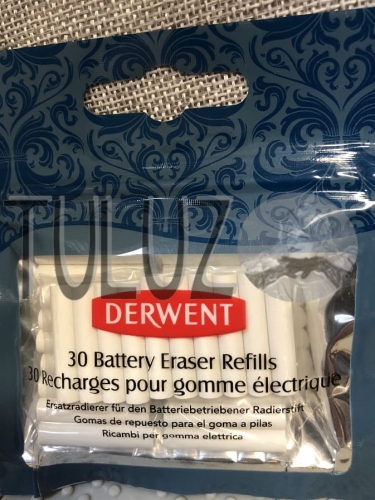 TULUZ
DERWENT
30 Battery Eraser Refills
30 Recharges pour gomme électrique
Ersatzradierer für den Batteriebetriebener Radierstift
Gomas de repuesto para el goma a pilas
Ricambi per gomma elettrica